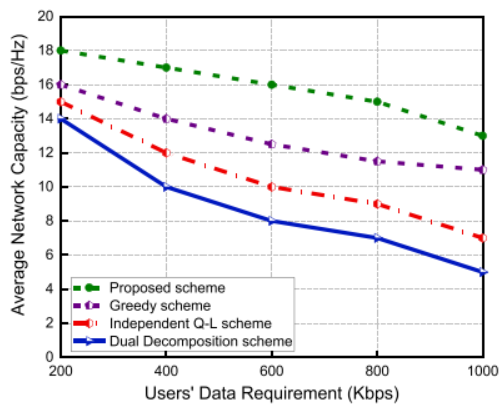 Average Network Capacity (bps/Hz)
20
18
16
14
12
10
8
6
4
2
0
Proposed scheme
Greedy scheme
Independent Q-L scheme
Dual Decomposition scheme
200 400 600 800 1000
Users' Data Requirement (Kbps)